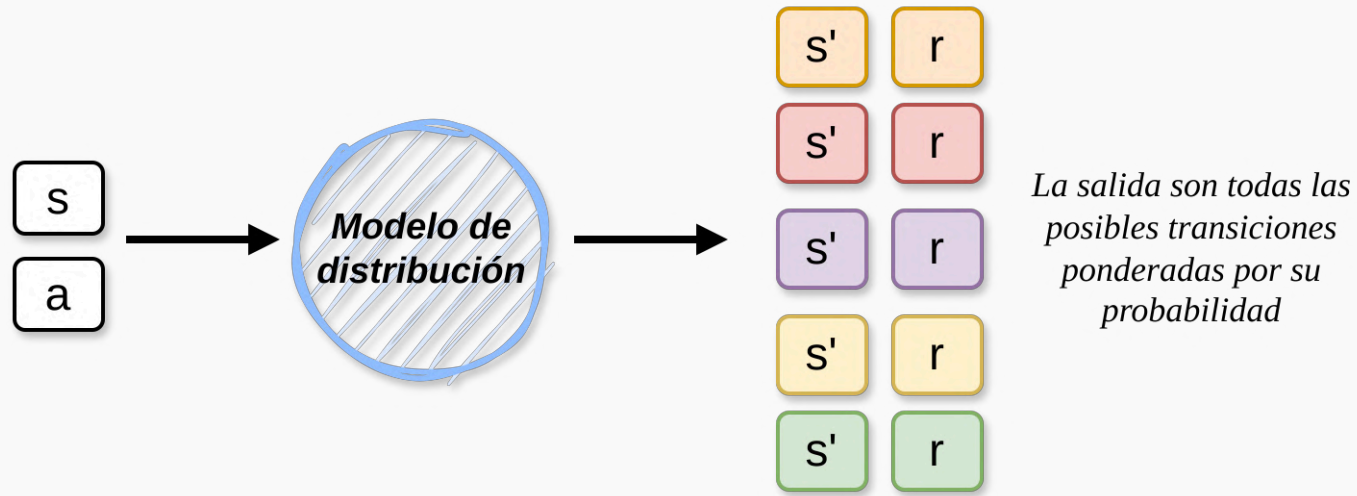 s
a
Modelo de
distribución
s' r
s' r
s' r
s' r
s' r
La salida son todas las
posibles transiciones
ponderadas por su
probabilidad